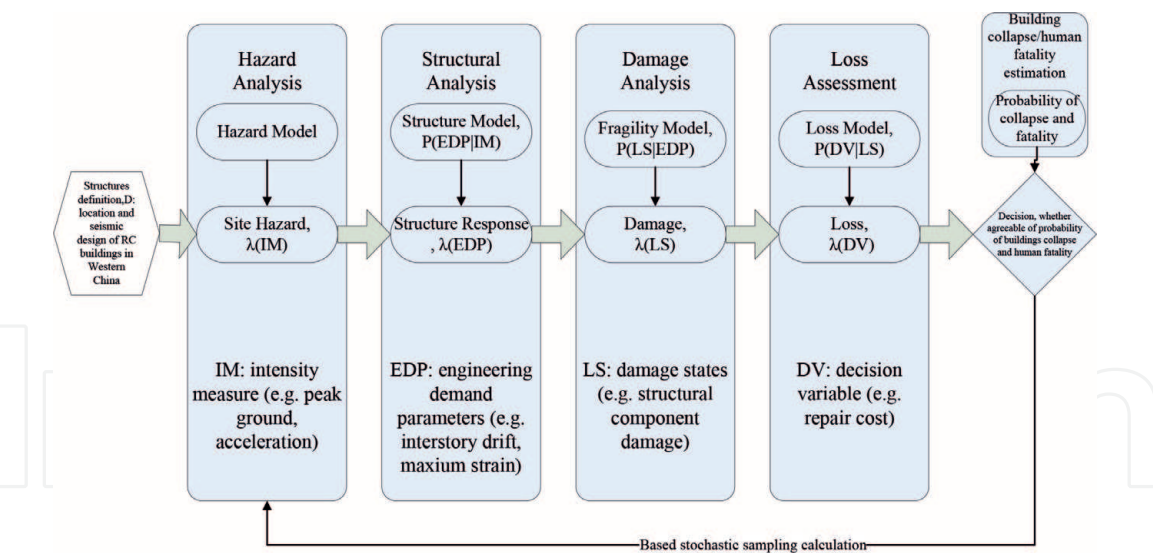 Structures
definition,D:
location and
seismic
design of RC
buildings in
Western
China
Hazard
Analysis
Hazard Model
Site Hazard,
λ(IM)
IM: intensity
measure (e.g. peak
ground,
acceleration)
Structural
Analysis
Structure Model,
P(EDP|IM)
Structure Response
, λ(EDP)
EDP: engineering
demand
parameters (e.g.
interstory drift,
maxium strain)
Damage
Analysis
Fragility Model,
P(LS|EDP)
Damage,
λ(LS)
LS: damage states
(e.g. structural
component
damage)
Loss
Assessment
Loss Model,
P(DV|LS)
Loss,
λ(DV)
DV: decision
variable (e.g.
repair cost)
Building
collapse/human
fatality
estimation
Probability of
collapse and
fatality
Decision, whether
agreeable of probability
of buildings collapse
and human fatality
Based stochastic sampling calculation